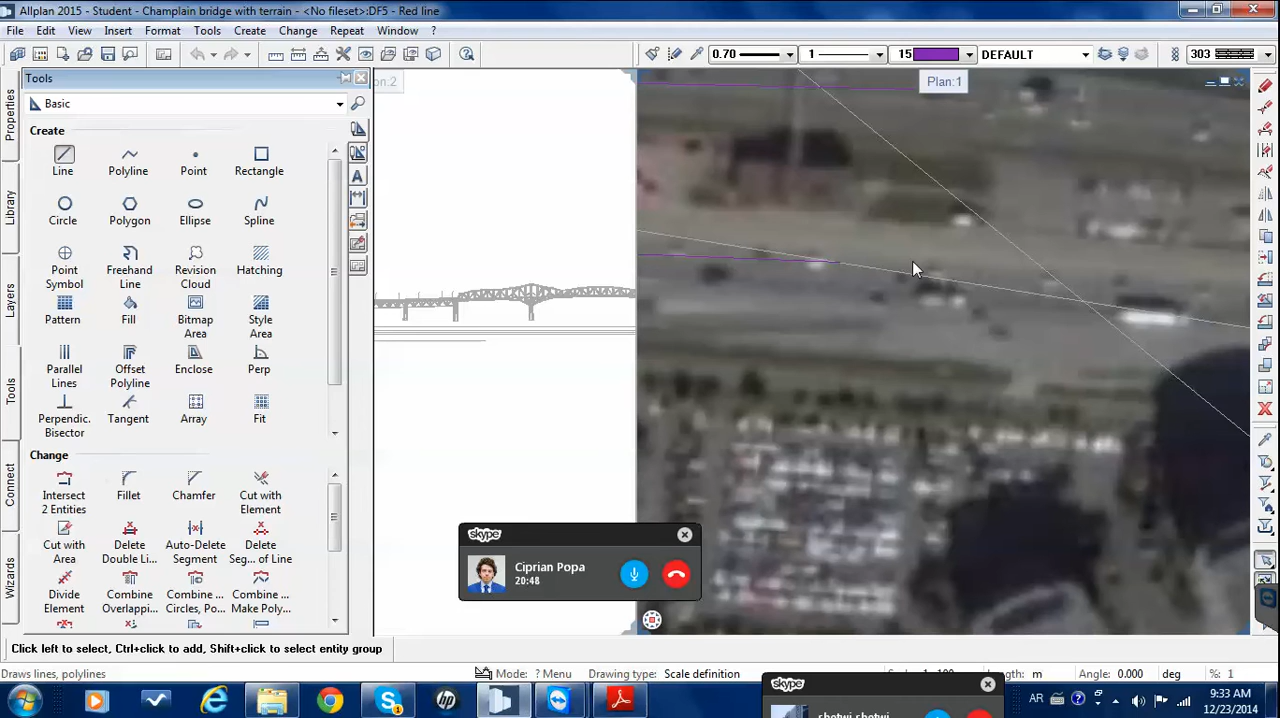 Allplan 2015 - Student - Champlain bridge with terrain - <No fileset>:DF5 - Red line
File Edit View Insert Format Tools Create Change Repeat Window ?
0.70 1 15 DEFAULT 303
Tools
Basic
Properties
Library
Layers
Tools
Connect
Wizards
Create
Line Polyline Point Rectangle
Circle Polygon Ellipse Spline
Point Symbol Freehand Line Revision Cloud Hatching
Pattern Fill Bitmap Area Style Area
Parallel Lines Offset Polyline Enclose Perp
Perpendic. Bisector Tangent Array Fit
Change
Intersect 2 Entities Fillet Chamfer Cut with Element
Cut with Area Delete Double Li... Auto-Delete Segment Delete Seg... of Line
Divide Element Combine Overlappin... Combine ... Circles, Po... Combine ... Make Poly...
on:2
Plan:1
skype
Ciprian Popa
20:48
Click left to select, Ctrl+click to add, Shift+click to select entity group
Draws lines, polylines
Mode: ? Menu Drawing type: Scale definition
m Angle: 0.000 deg %: 1
skype
AR
9:33 AM
12/23/2014